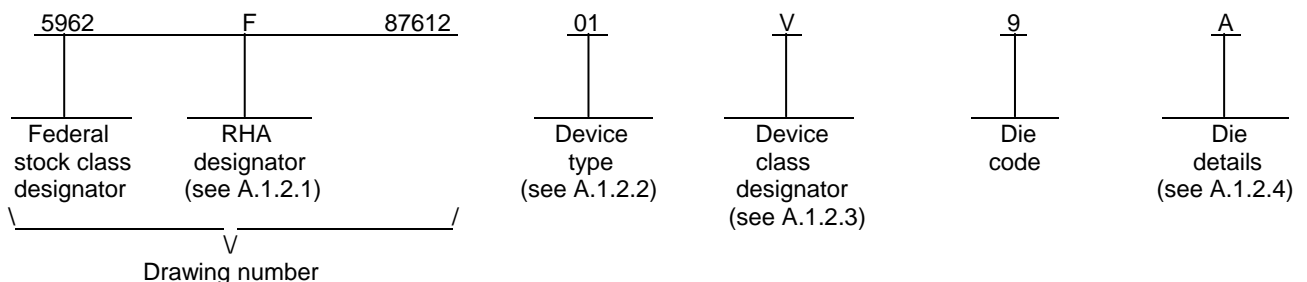 5962 F 87612 01 V 9 A
Federal RHA Device Device Die Die
stock class designator type class code details
designator (see A.1.2.1) (see A.1.2.2) designator (see A.1.2.4)
(see A.1.2.3)
\ /
\/
Drawing number